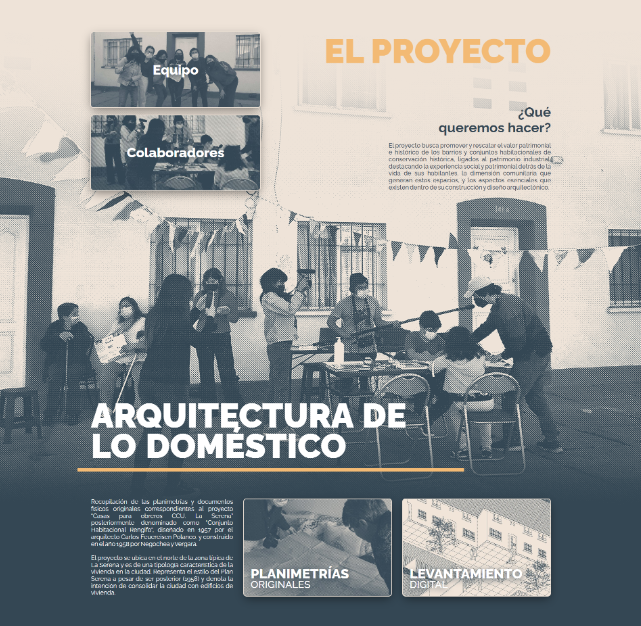 Equipo
Colaboradores
EL PROYECTO
¿Qué
queremos hacer?
El proyecto busca promover y rescatar el valor patrimonial
e histórico de los barrios y conjuntos habitacionales de
conservación histórica, ligados al patrimonio industrial,
destacando la experiencia social y patrimonial detrás de la
vida de sus habitantes, la dimensión comunitaria que
generan estos espacios, y los aspectos esenciales que
existen dentro de su construcción y diseño arquitectónico.
ARQUITECTURA DE
LO DOMÉSTICO
Recopilación de las planimetrías y documentos
físicos originales correspondientes al proyecto
"Casas para obreros CCU, La Serena"
posteriormente denominado como "Conjunto
Habitacional Rengifo", diseñado en 1957 por el
arquitecto Carlos Feuereisen Polanco y construido
en el año 1958 por Negochea y Vergara.
El proyecto se ubica en el norte de la zona típica de
La Serena y es de una tipología característica de la
vivienda en la ciudad. Representa el estilo del Plan
Serena a pesar de ser posterior (1958) y denota la
intención de consolidar la ciudad con edificios de
vivienda.
PLANIMETRÍAS
ORIGINALES
LEVANTAMIENTO
DIGITAL